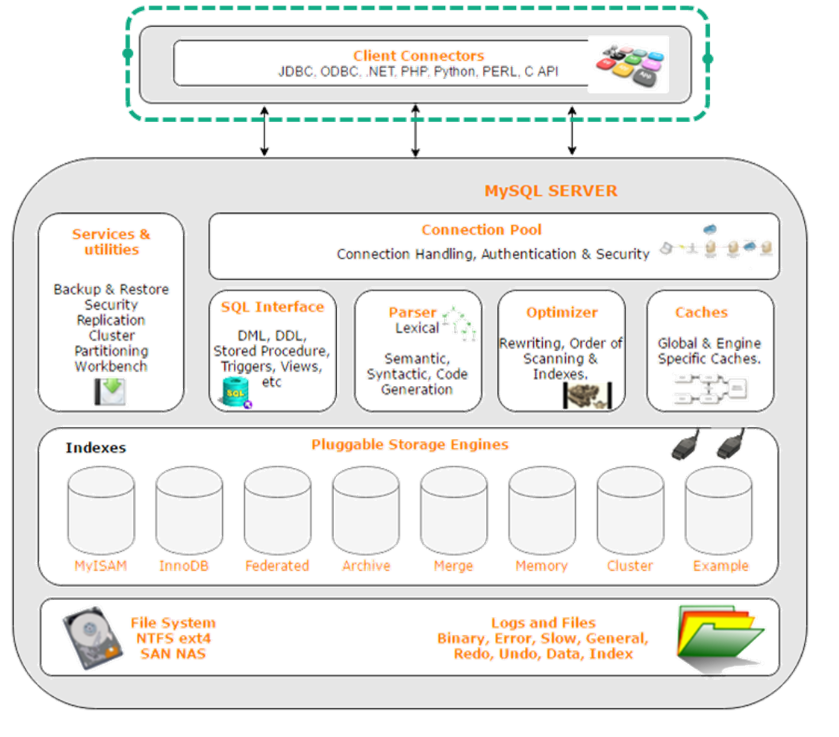 Client Connectors
JDBC, ODBC, .NET, PHP, Python, PERL, C API
MySQL SERVER
Services &
utilities
Backup & Restore
Security
Replication
Cluster
Partitioning
Workbench
Connection Pool
Connection Handling, Authentication & Security
SQL Interface
DML, DDL,
Stored Procedure,
Triggers, Views,
etc
SQL
Parser
Lexical
Semantic,
Syntactic, Code
Generation
Optimizer
Rewriting, Order of
Scanning &
Indexes.
Caches
Global & Engine
Specific Caches.
Indexes
Pluggable Storage Engines
MyISAM
InnoDB
Federated
Archive
Merge
Memory
Cluster
Example
File System
NTFS ext4
SAN NAS
Logs and Files
Binary, Error, Slow, General,
Redo, Undo, Data, Index